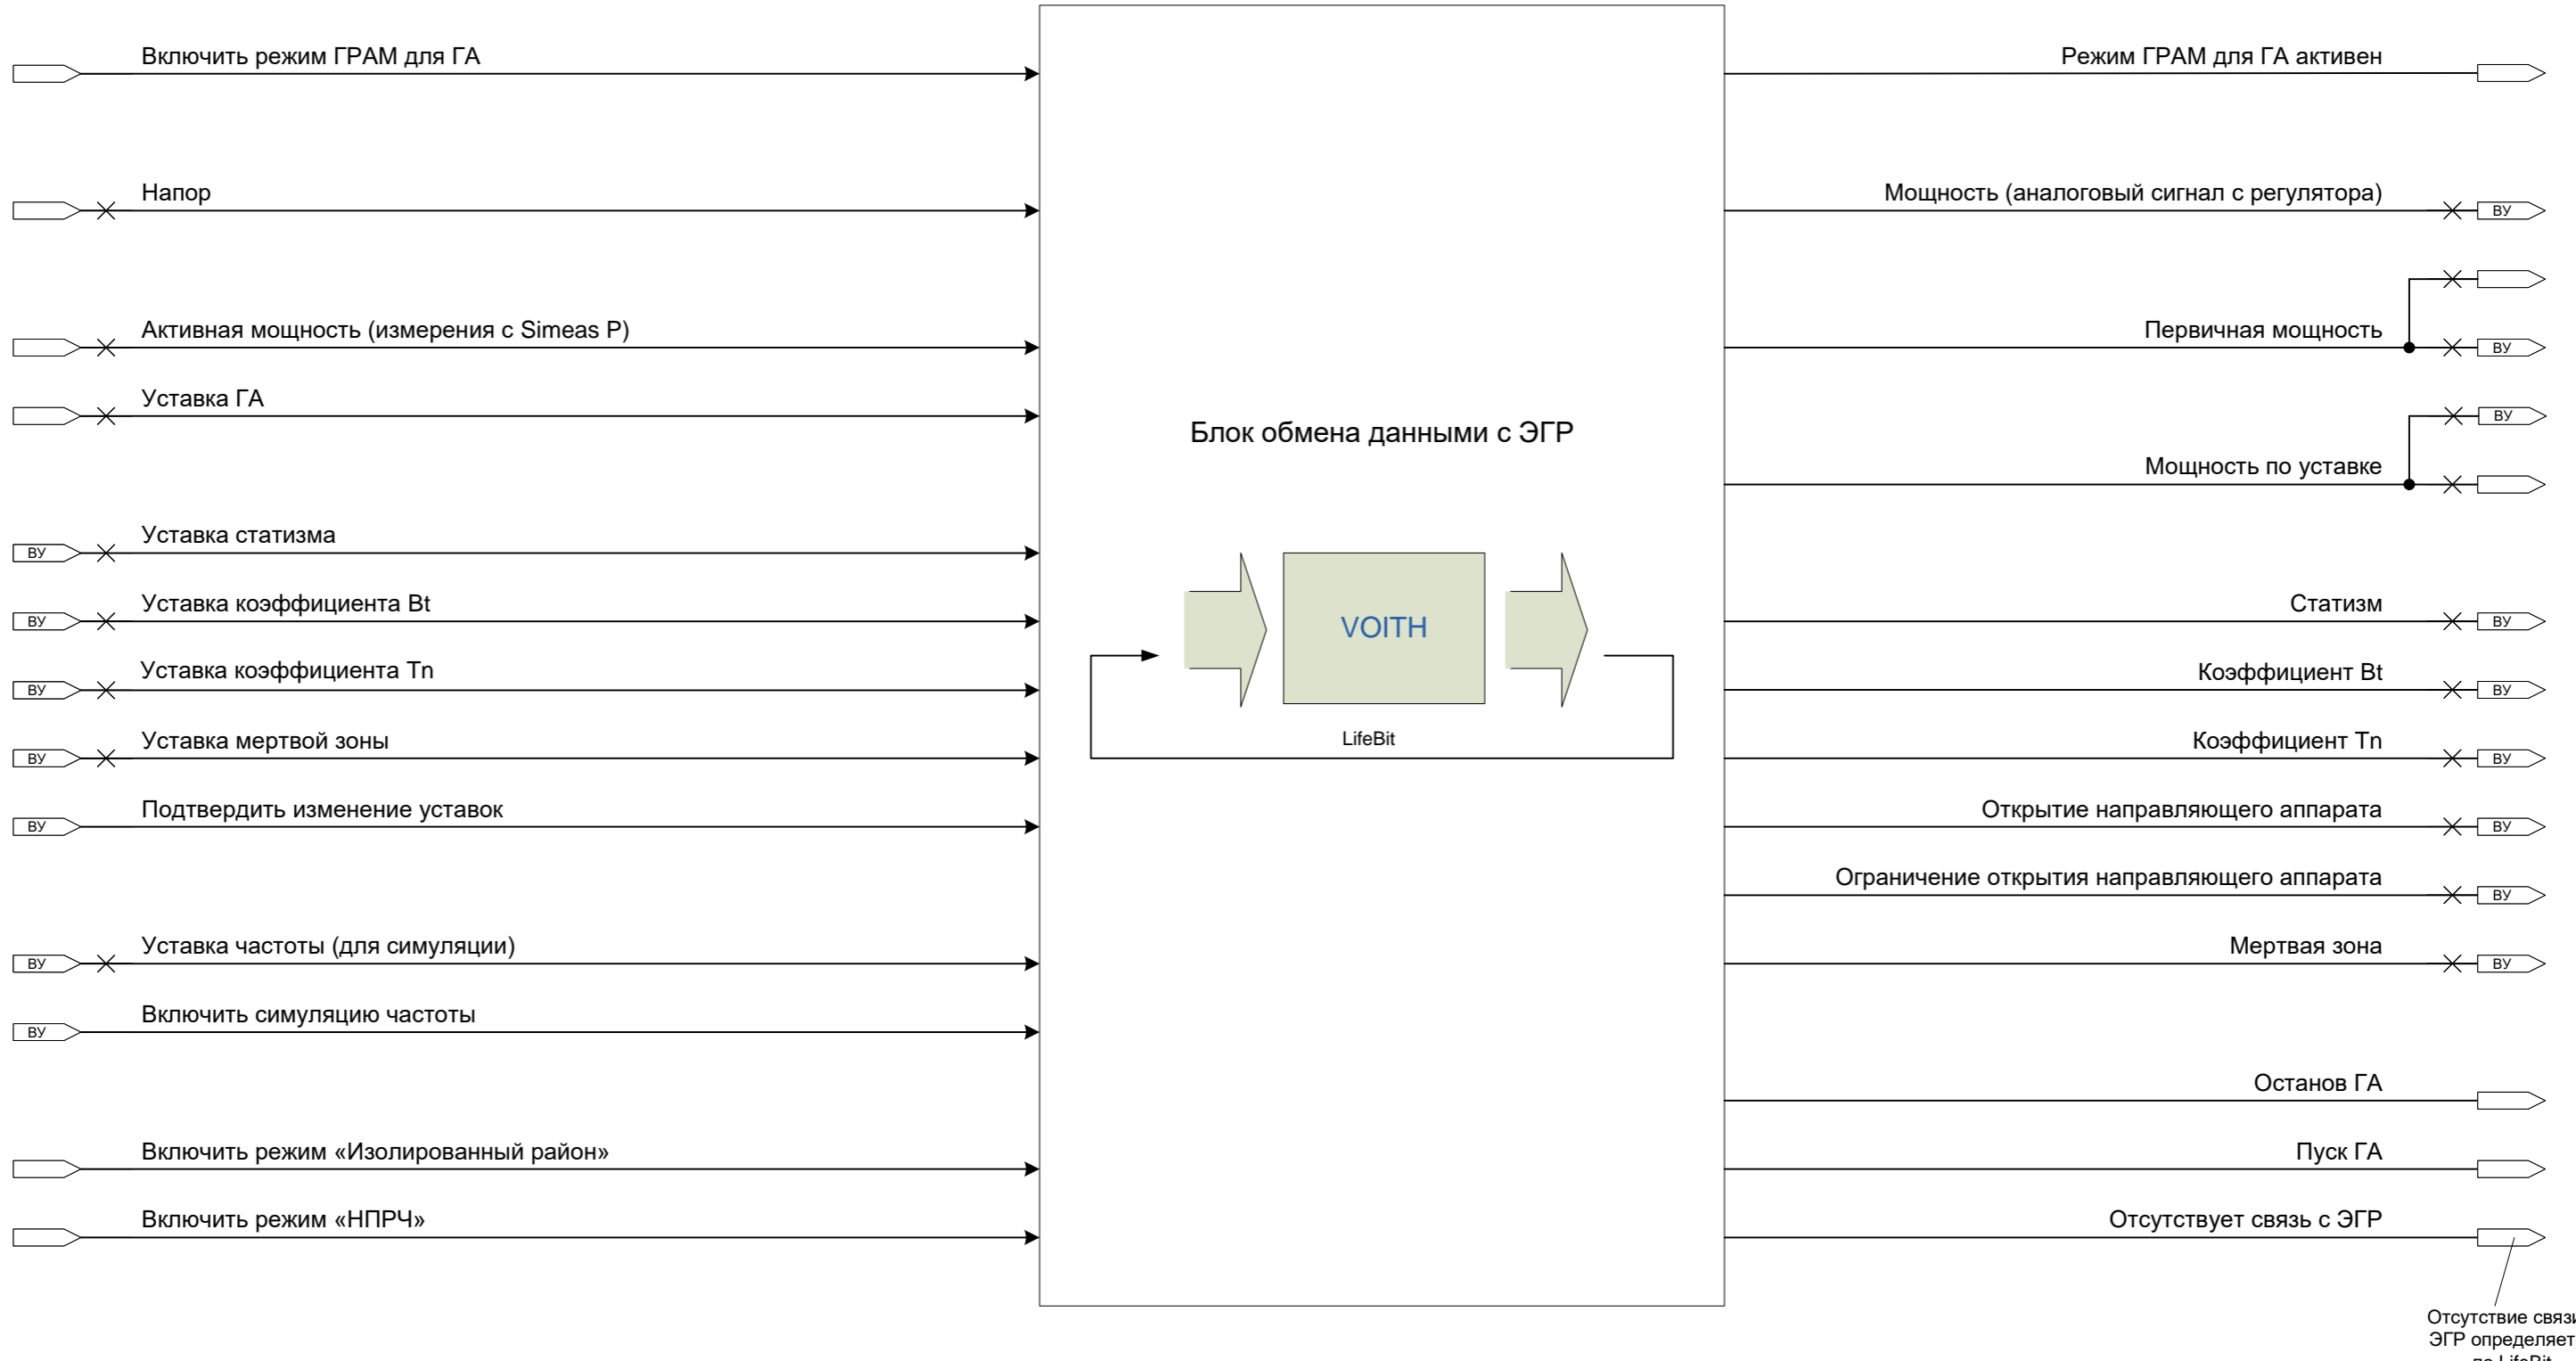 Включить режим ГРАМ для ГА
Режим ГРАМ для ГА активен
Напор
Мощность (аналоговый сигнал с регулятора)
ВУ
Активная мощность (измерения с Simeas P)
Первичная мощность
ВУ
Уставка ГА
ВУ
Блок обмена данными с ЭГР
Мощность по уставке
ВУ
Уставка статизма
ВУ
Уставка коэффициента Bt
Статизм
ВУ
VOITH
ВУ
Уставка коэффициента Tn
Коэффициент Bt
ВУ
ВУ
Уставка мертвой зоны
LifeBit
Коэффициент Tn
ВУ
ВУ
Подтвердить изменение уставок
Открытие направляющего аппарата
ВУ
Ограничение открытия направляющего аппарата
ВУ
ВУ
Уставка частоты (для симуляции)
Мертвая зона
ВУ
ВУ
Включить симуляцию частоты
Останов ГА
Включить режим «Изолированный район»
Пуск ГА
Включить режим «НПРЧ»
Отсутствует связь с ЭГР
Отсутствие связи
ЭГР определяет
по LifeBit